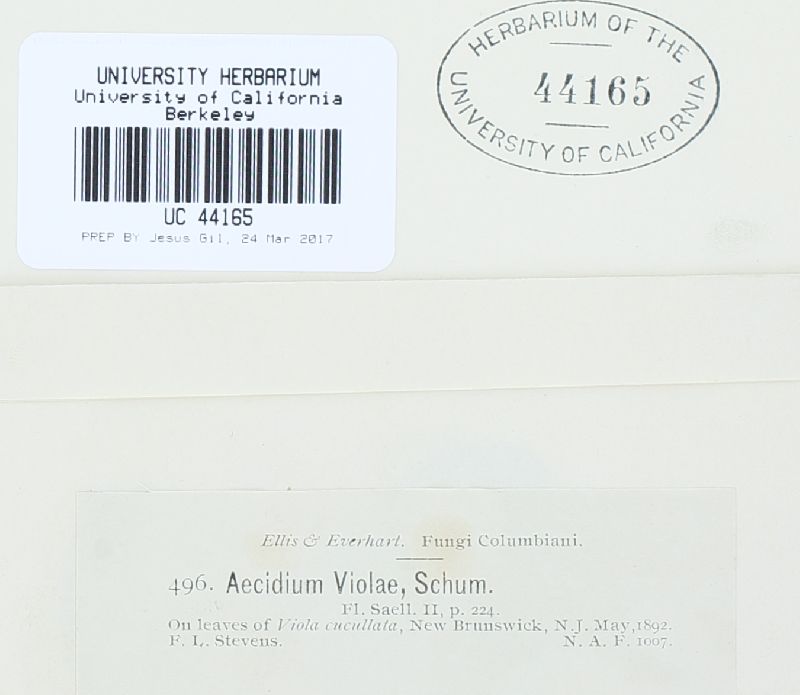 UNIVERSITY HERBARIUM
University of California
Berkeley
UC 44165
PREP BY Jesus Gil, 24 Mar 2017
HERBARIUM OF THE
44165
UNIVERSITY OF CALIFORNIA
Ellis & Everhart. Fungi Columbiani.
496. Aecidium Violae, Schum.
Fl. Saell. II, p. 224.
On leaves of Viola cucullata, New Brunswick, N.J. May,1892.
F. L. Stevens. N. A. F. 1007.